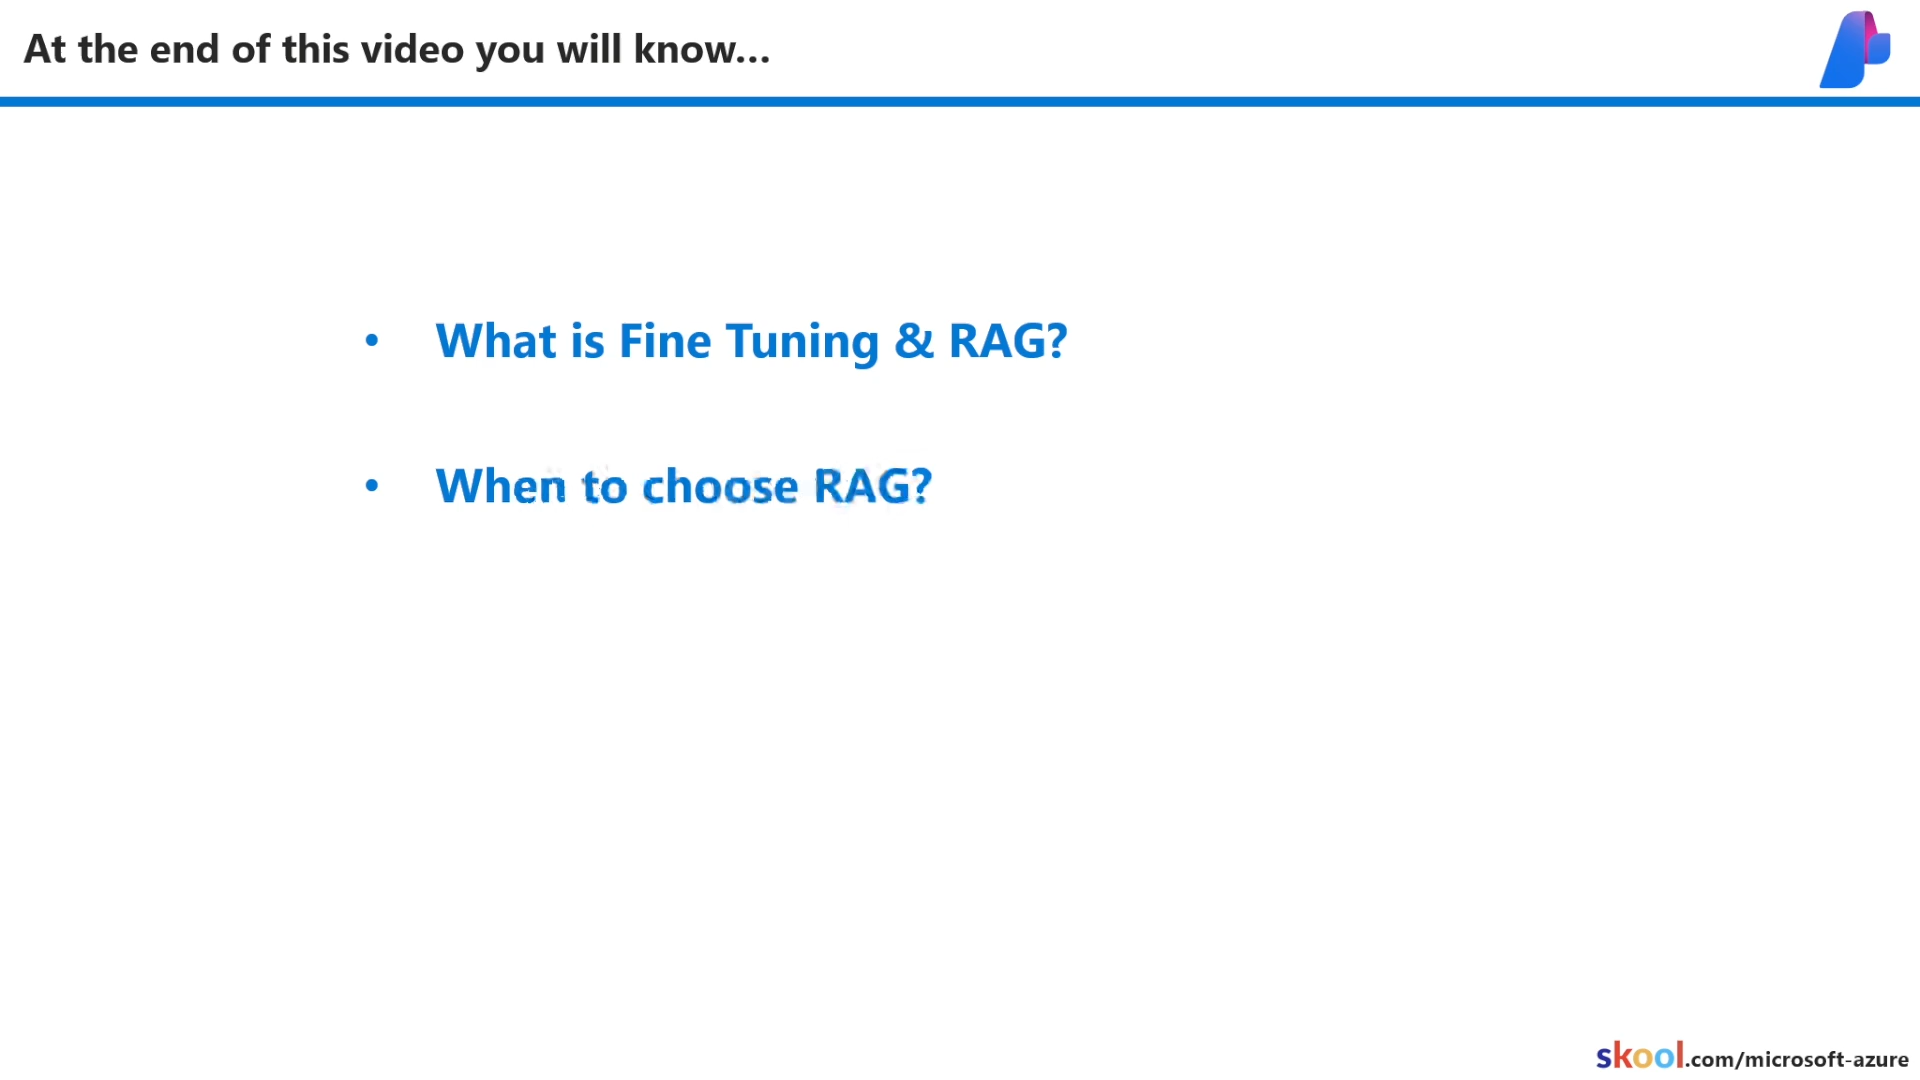 At the end of this video you will know...
• What is Fine Tuning & RAG?
• When to choose RAG?
skool.com/microsoft-azure